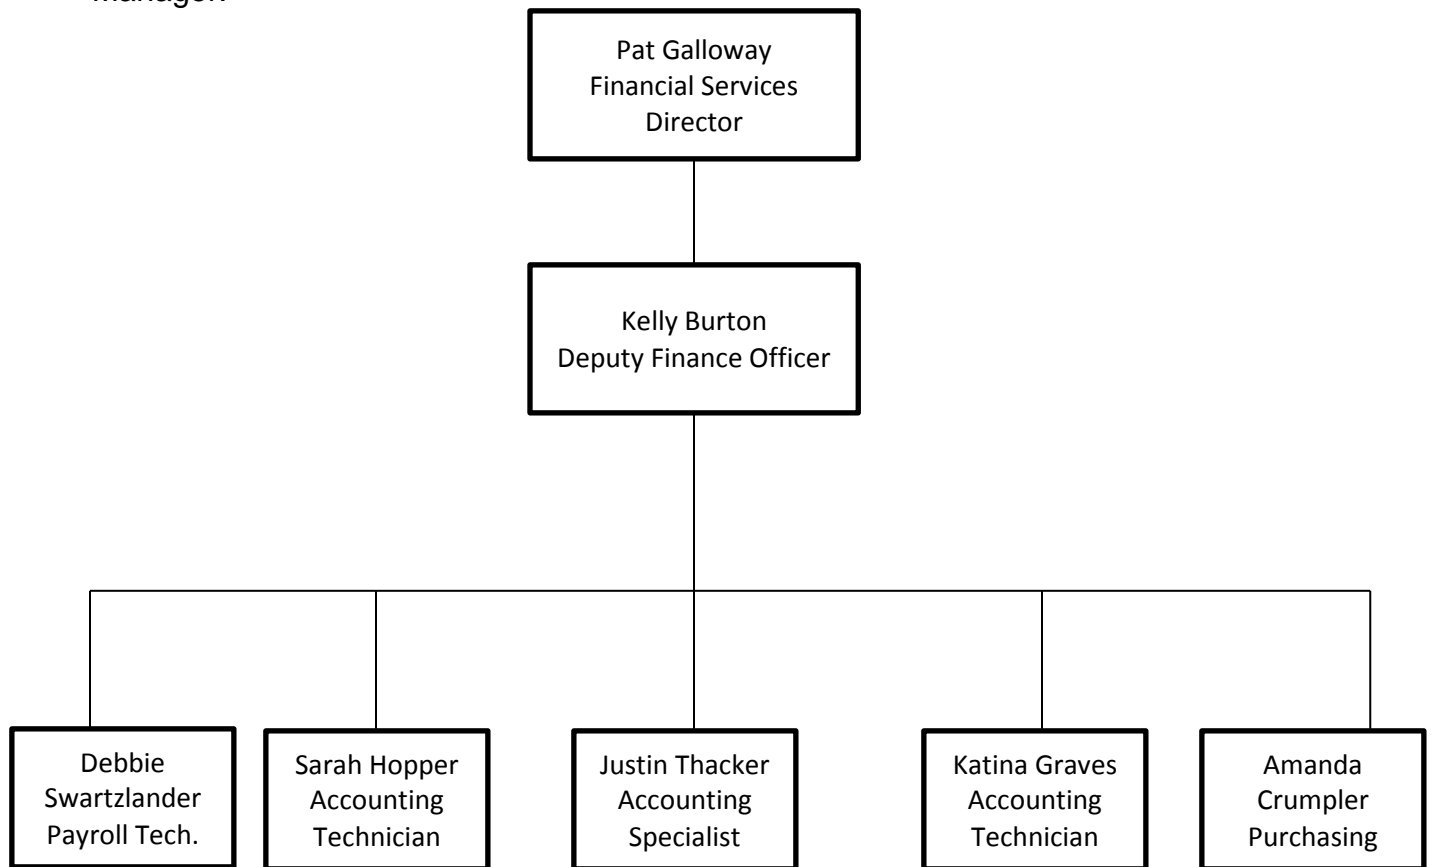 Pat Galloway
Financial Services
Director
Kelly Burton
Deputy Finance Officer
Debbie
Swartzlander
Payroll Tech.
Sarah Hopper
Accounting
Technician
Justin Thacker
Accounting
Specialist
Katina Graves
Accounting
Technician
Amanda
Crumpler
Purchasing